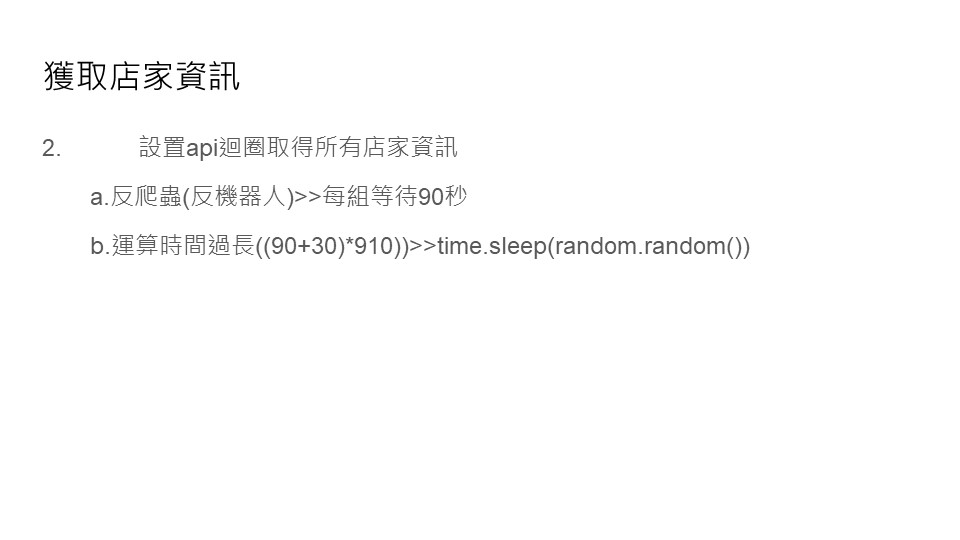 獲取店家資訊
2. 設置api迴圈取得所有店家資訊
a.反爬蟲(反機器人)>>每組等待90秒
b.運算時間過長((90+30)*910))>>time.sleep(random.random())